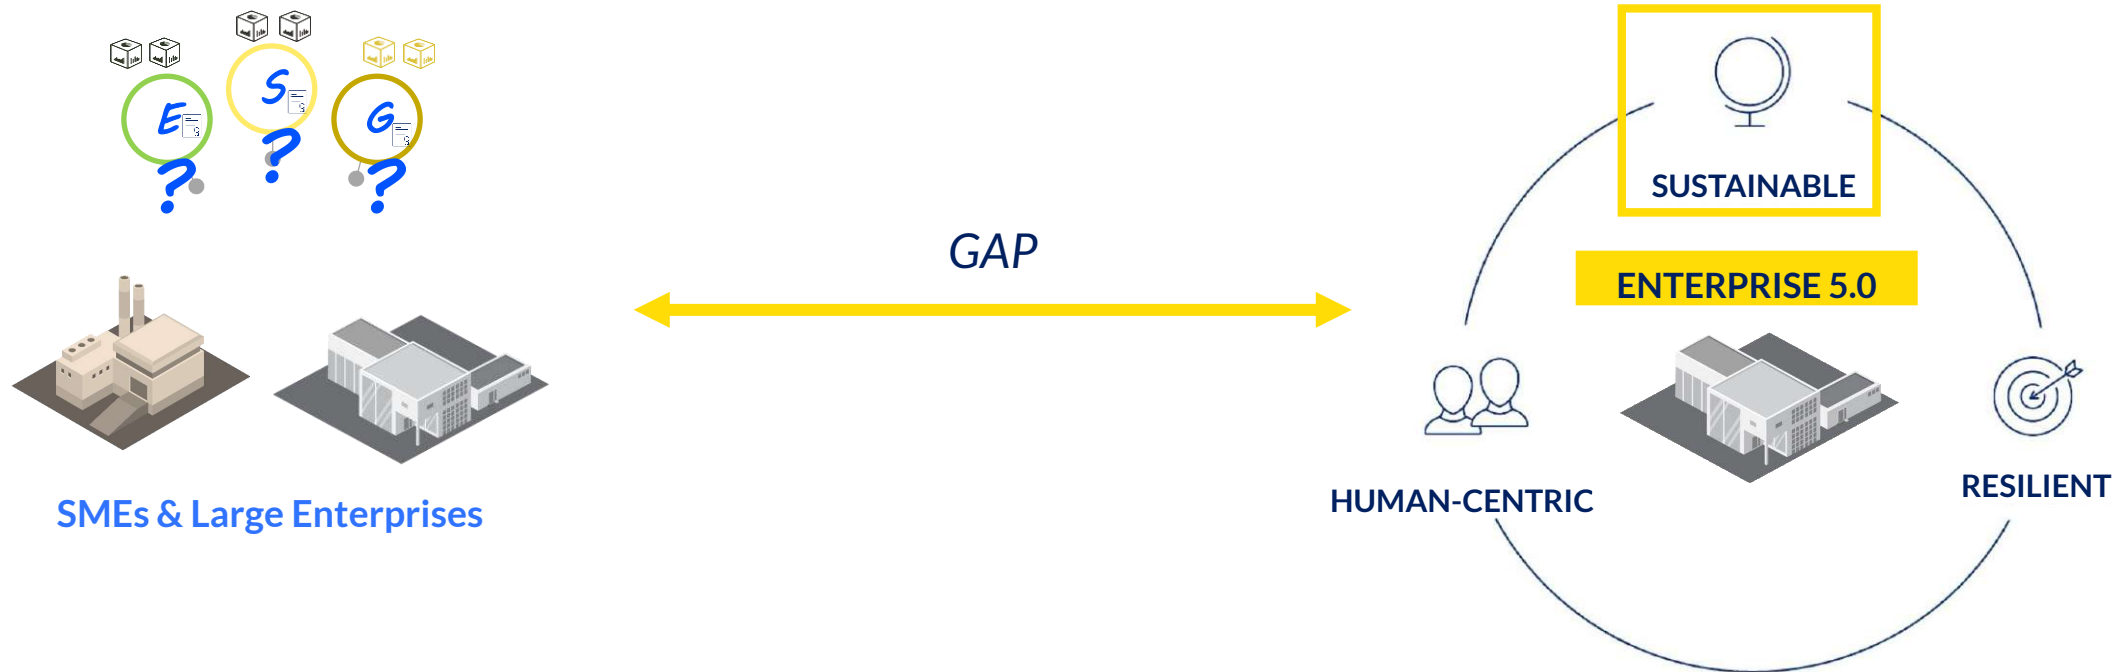 E
S
G
?
?
?
SMEs & Large Enterprises
GAP
SUSTAINABLE
ENTERPRISE 5.0
HUMAN-CENTRIC
RESILIENT